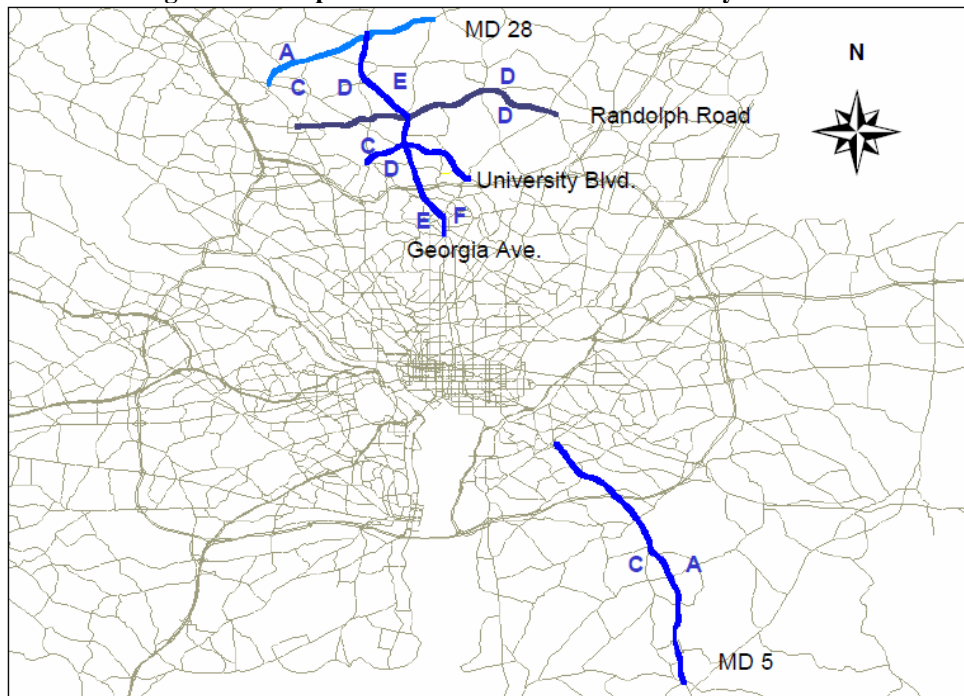 MD 28
A
N
C
D
E
D
D
Randolph Road
C
D
University Blvd.
E
F
Georgia Ave.
C
A
MD 5